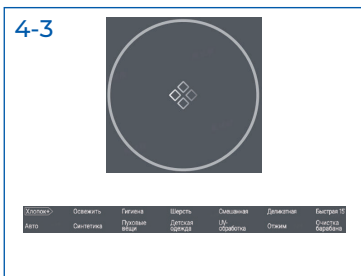 4-3
Хлопок+ Освежить Гигиена Шерсть Смешанная Деликатная Быстрая 15'
Авто Синтетика Пуховые вещи Детская одежда UV-обработка Отжим Очистка барабана